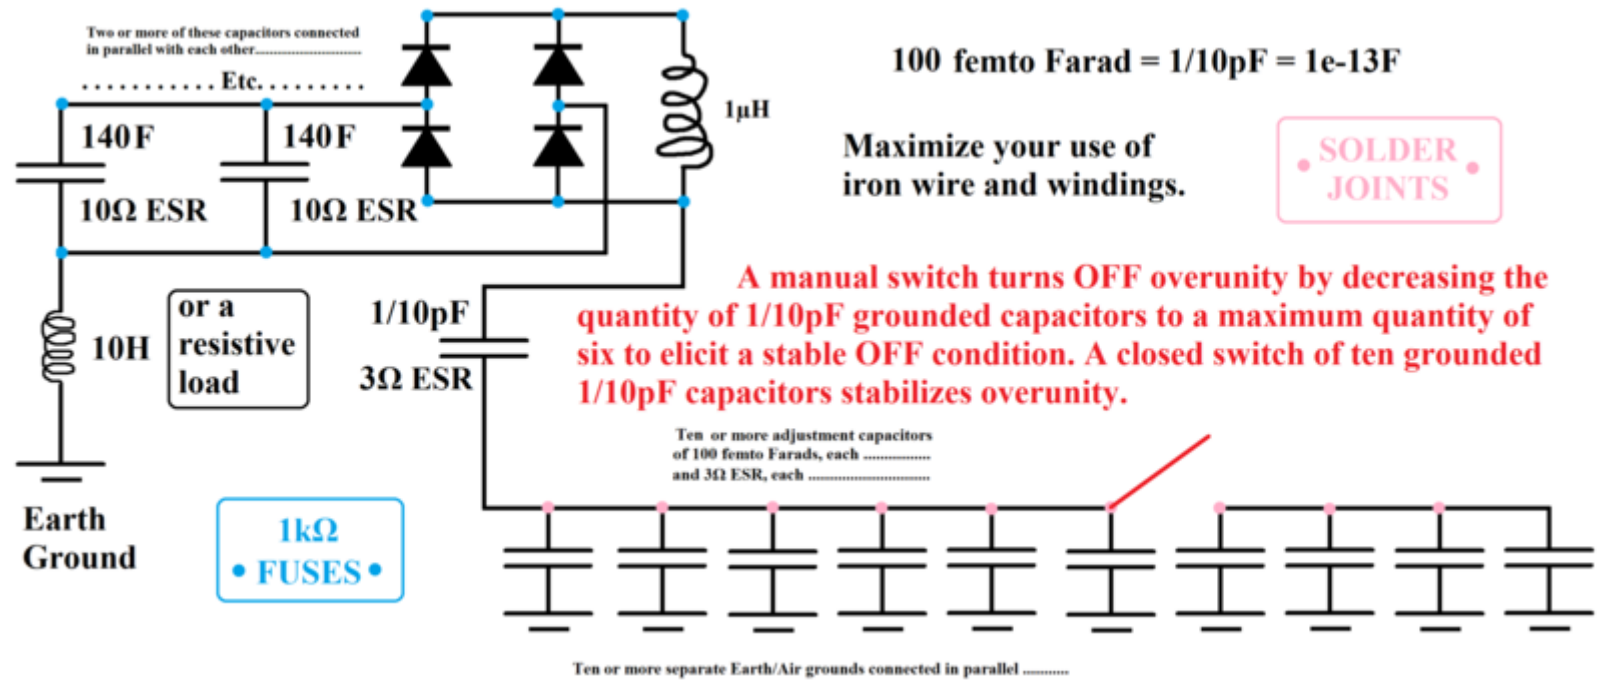 Two or more of these capacitors connected
in parallel with each other..............................
. . . . . . . . . . . Etc. . . . . . . . .
140 F
10Ω ESR
140 F
10Ω ESR
1µH
100 femto Farad = 1/10pF = 1e-13F
Maximize your use of
iron wire and windings.
• SOLDER •
JOINTS
A manual switch turns OFF overunity by decreasing the
quantity of 1/10pF grounded capacitors to a maximum quantity of
six to elicit a stable OFF condition. A closed switch of ten grounded
1/10pF capacitors stabilizes overunity.
10H
or a
resistive
load
1/10pF
3Ω ESR
Earth
Ground
1kΩ
• FUSES •
Ten or more adjustment capacitors
of 100 femto Farads, each ...................
and 3Ω ESR, each ..................................
Ten or more separate Earth/Air grounds connected in parallel ............